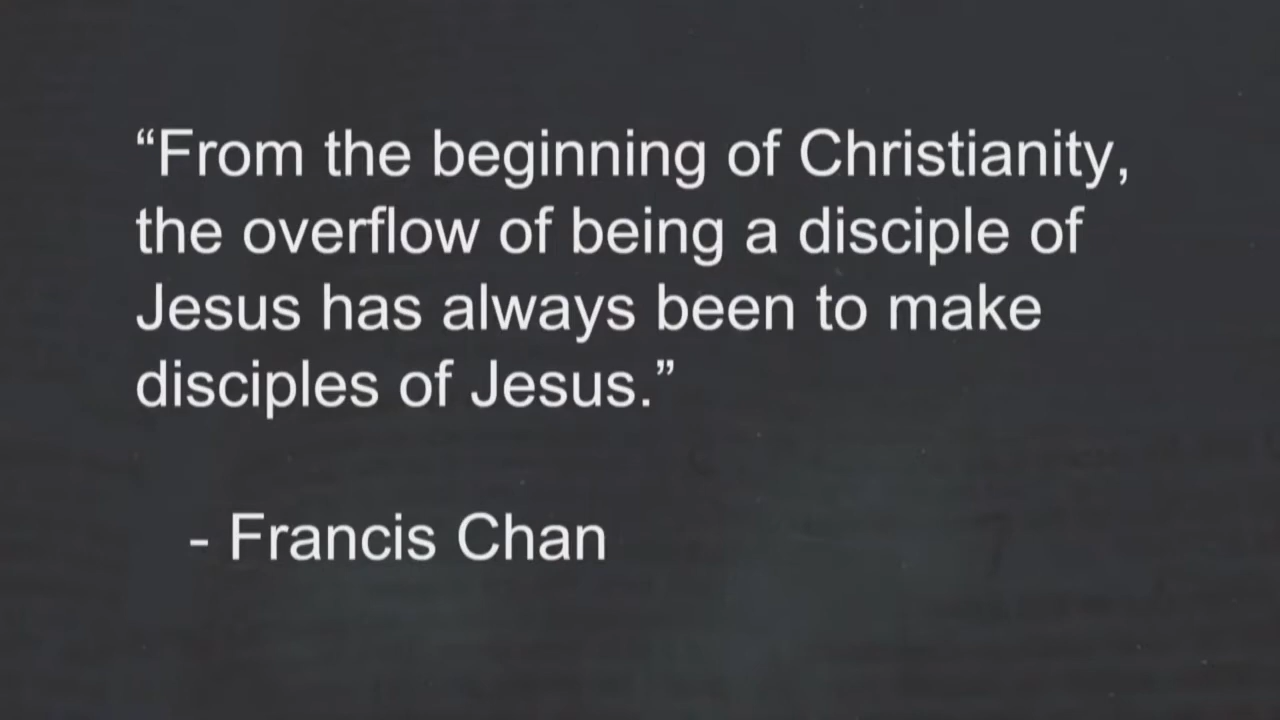 “From the beginning of Christianity,
the overflow of being a disciple of
Jesus has always been to make
disciples of Jesus.”
- Francis Chan